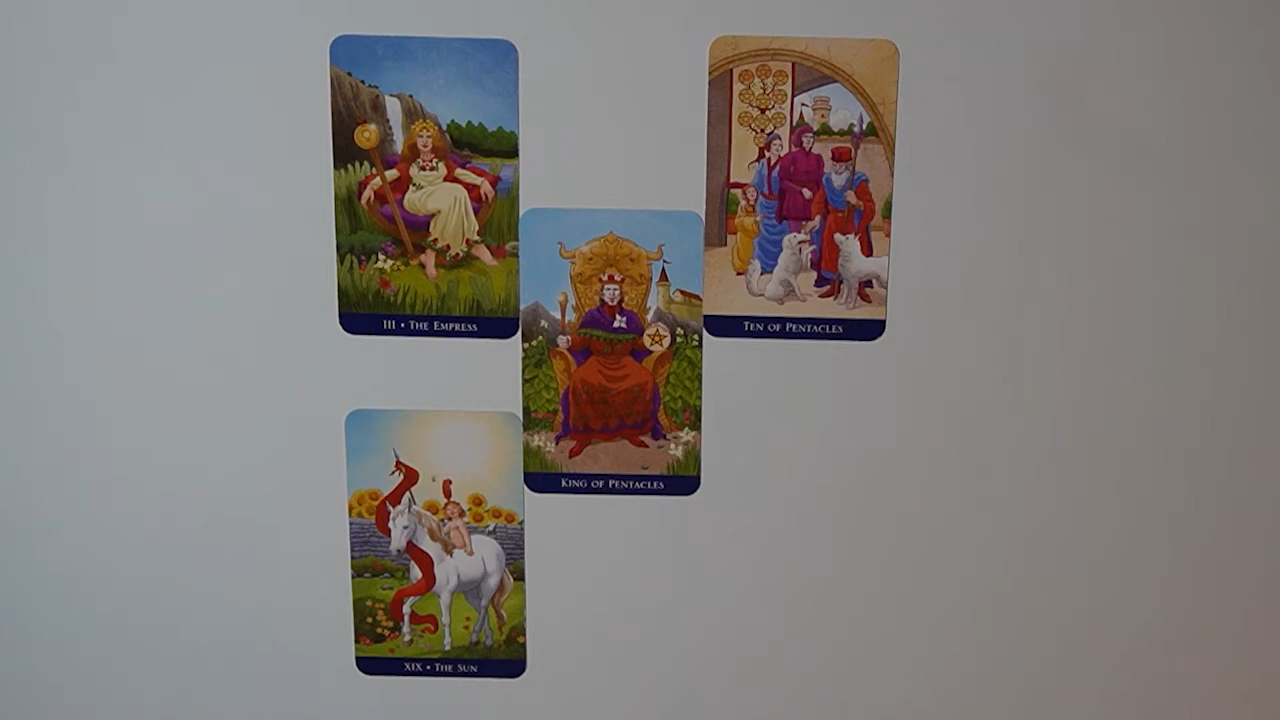 III • The Empress
Ten of Pentacles
King of Pentacles
XIX • The Sun